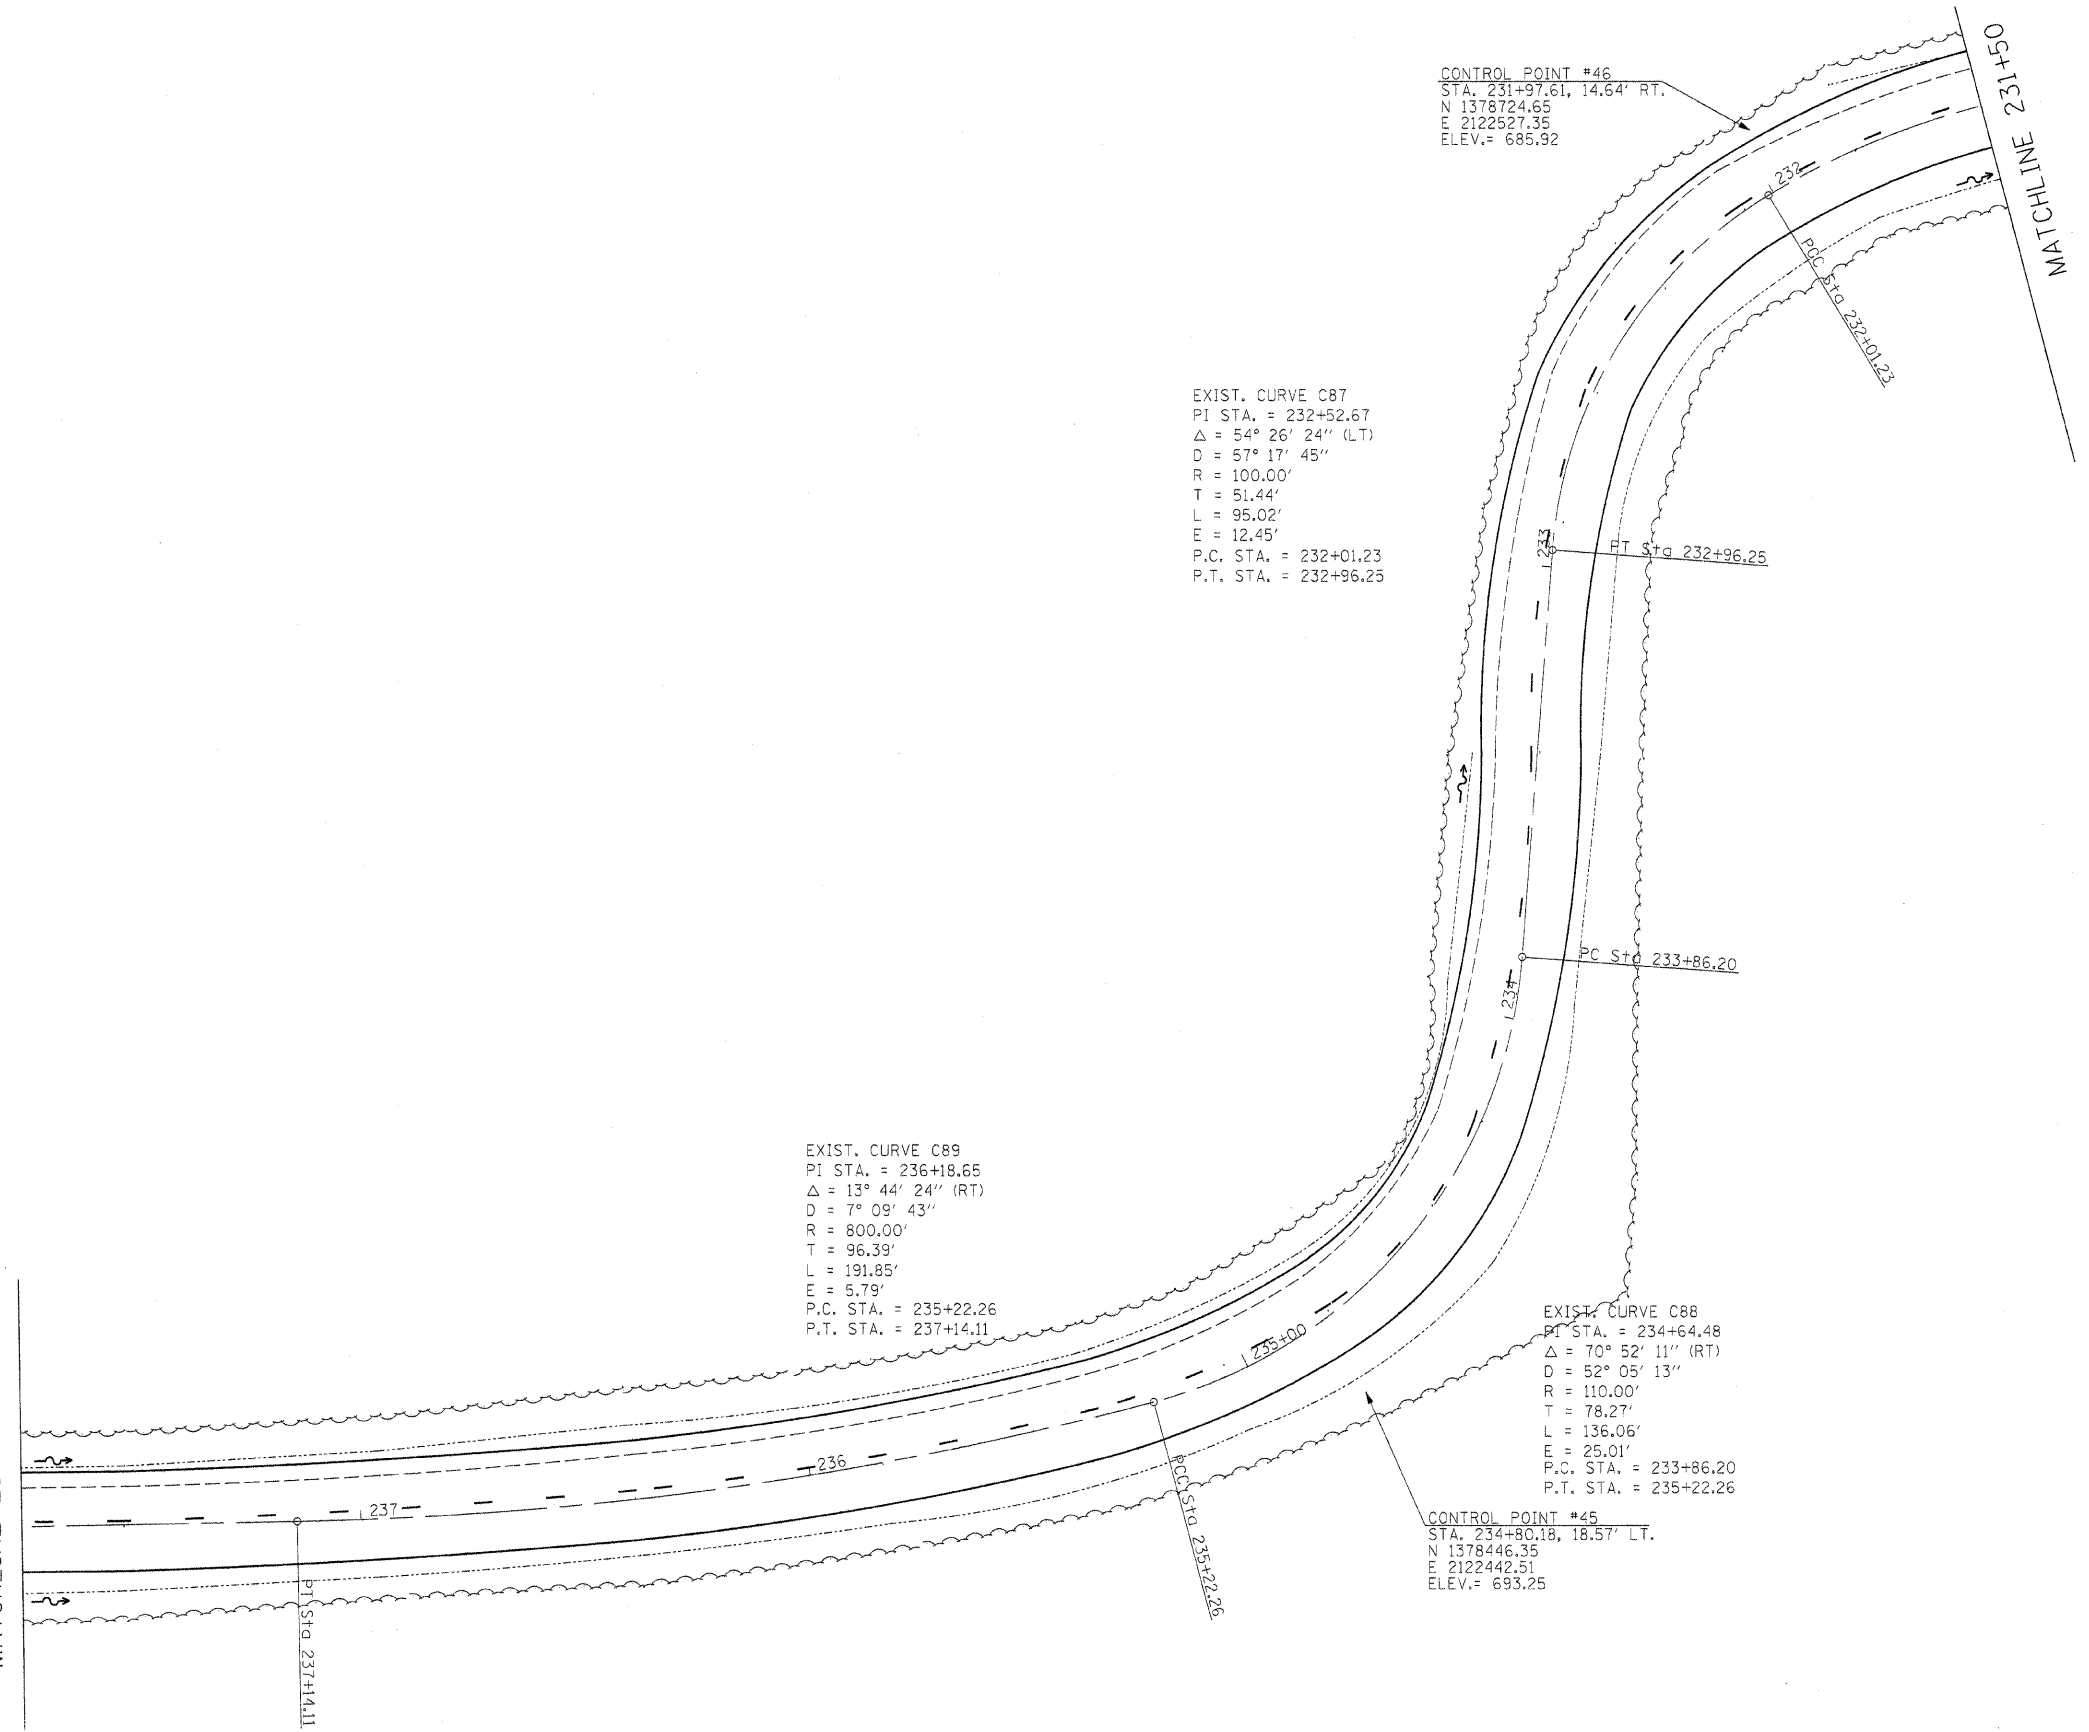 CONTROL POINT #46
STA. 231+97.61, 14.64' RT.
N 1378724.65
E 2122527.35
ELEV.= 685.92
MATCHLINE 231+50
232
PCC Sta 232+01.23
EXIST. CURVE C87
PI STA. = 232+52.67
Δ = 54° 26' 24'' (LT)
D = 57° 17' 45''
R = 100.00'
T = 51.44'
L = 95.02'
E = 12.45'
P.C. STA. = 232+01.23
P.T. STA. = 232+96.25
233
PT Sta 232+96.25
PC Sta 233+86.20
234
EXIST. CURVE C89
PI STA. = 236+18.65
Δ = 13° 44' 24'' (RT)
D = 7° 09' 43''
R = 800.00'
T = 96.39'
L = 191.85'
E = 5.79'
P.C. STA. = 235+22.26
P.T. STA. = 237+14.11
235+00
EXIST. CURVE C88
PI STA. = 234+64.48
Δ = 70° 52' 11'' (RT)
D = 52° 05' 13''
R = 110.00'
T = 78.27'
L = 136.06'
E = 25.01'
P.C. STA. = 233+86.20
P.T. STA. = 235+22.26
236
237
PCC Sta 235+22.26
CONTROL POINT #45
STA. 234+80.18, 18.57' LT.
N 1378446.35
E 2122442.51
ELEV.= 693.25
PT Sta 237+14.11